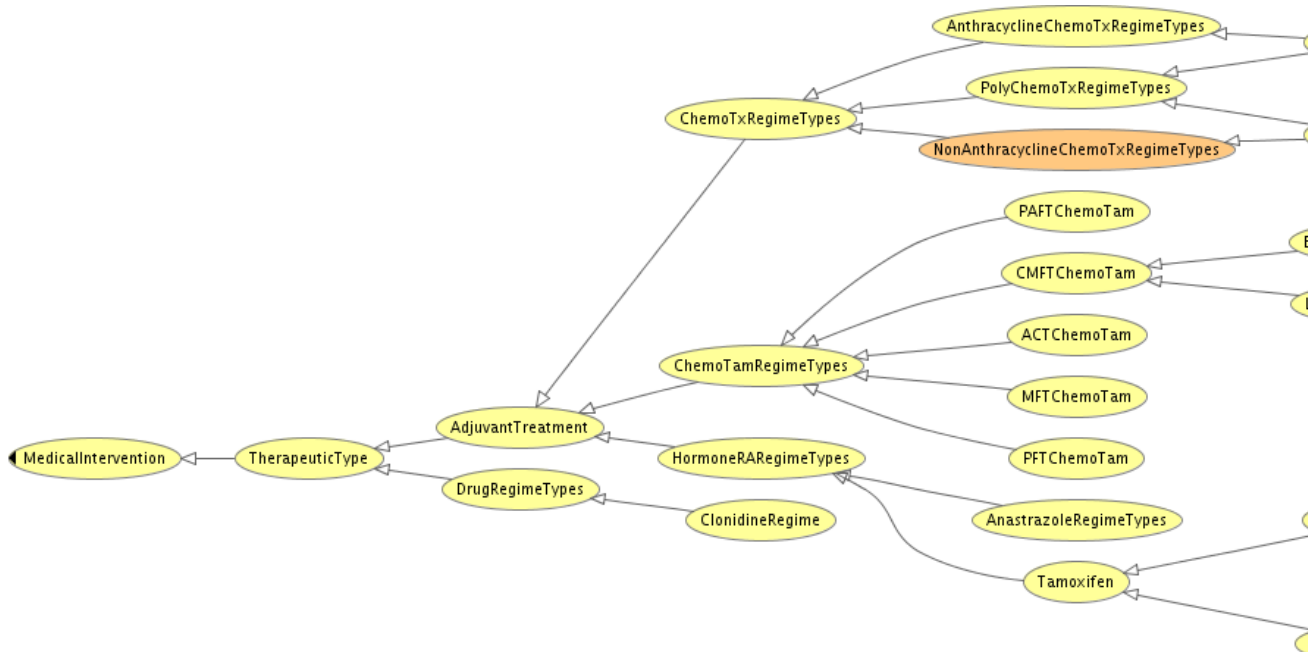 AnthracyclineChemoTxRegimeTypes
PolyChemoTxRegimeTypes
ChemoTxRegimeTypes
NonAnthracyclineChemoTxRegimeTypes
PAFTChemoTam
CMFTChemoTam
ACTChemoTam
ChemoTamRegimeTypes
MFTChemoTam
AdjuvantTreatment
MedicalIntervention
TherapeuticType
HormoneRARegimeTypes
PFTChemoTam
DrugRegimeTypes
ClonidineRegime
AnastrazoleRegimeTypes
Tamoxifen